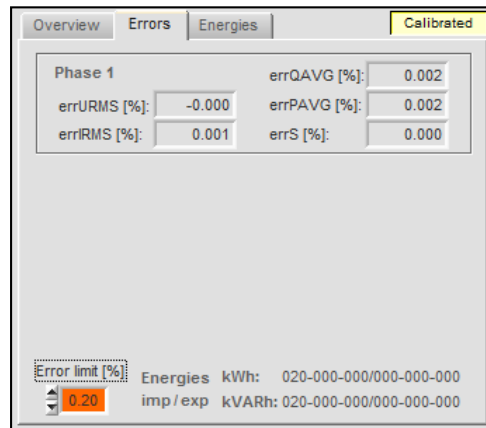 Overview Errors Energies Calibrated
Phase 1 errQAVG [%]: 0.002
errURMS [%]: -0.000 errPAVG [%]: 0.002
errIRMS [%]: 0.001 errS [%]: 0.000
Error limit [%]
Energies kWh: 020-000-000/000-000-000
0.20 imp/exp kVARh: 020-000-000/000-000-000